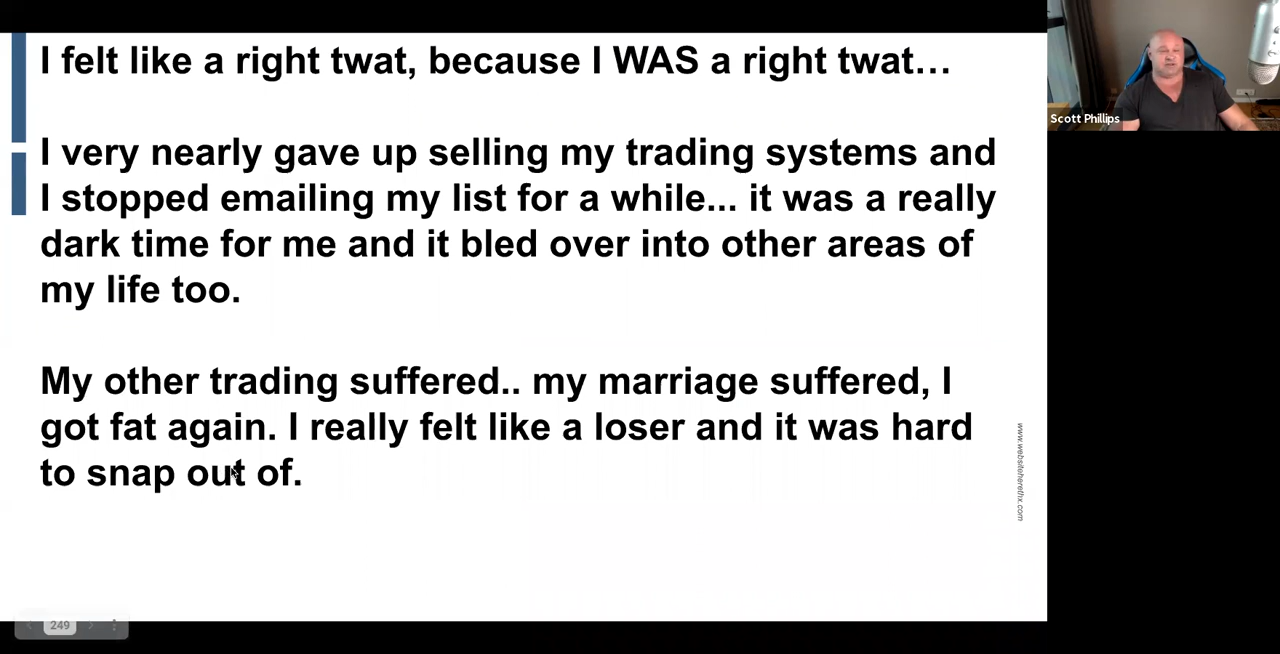 I felt like a right twat, because I WAS a right twat…
I very nearly gave up selling my trading systems and
I stopped emailing my list for a while... it was a really
dark time for me and it bled over into other areas of
my life too.
My other trading suffered.. my marriage suffered, I
got fat again. I really felt like a loser and it was hard
to snap out of.
www.websiteherethx.com
249
Scott Phillips